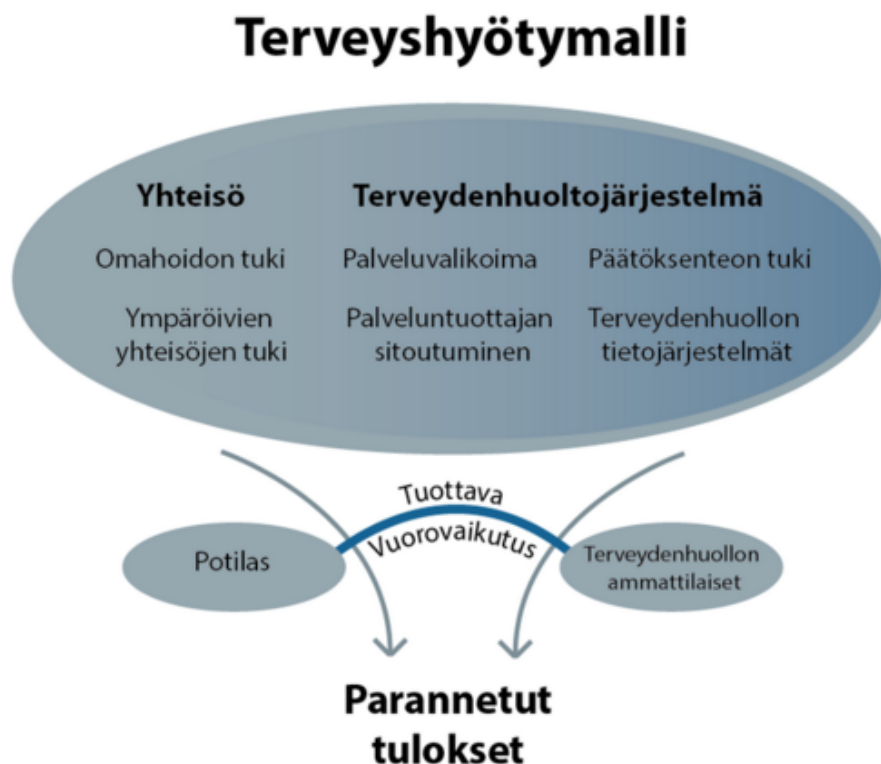 Terveyshyötymalli
Yhteisö
Terveydenhuoltojärjestelmä
Omahoidon tuki
Palveluvalikoima
Päätöksenteon tuki
Ympäröivien
yhteisöjen tuki
Palveluntuottajan
sitoutuminen
Terveydenhuollon
tietojärjestelmät
Tuottava
Vuorovaikutus
Potilas
Terveydenhuollon
ammattilaiset
Parannetut
tulokset